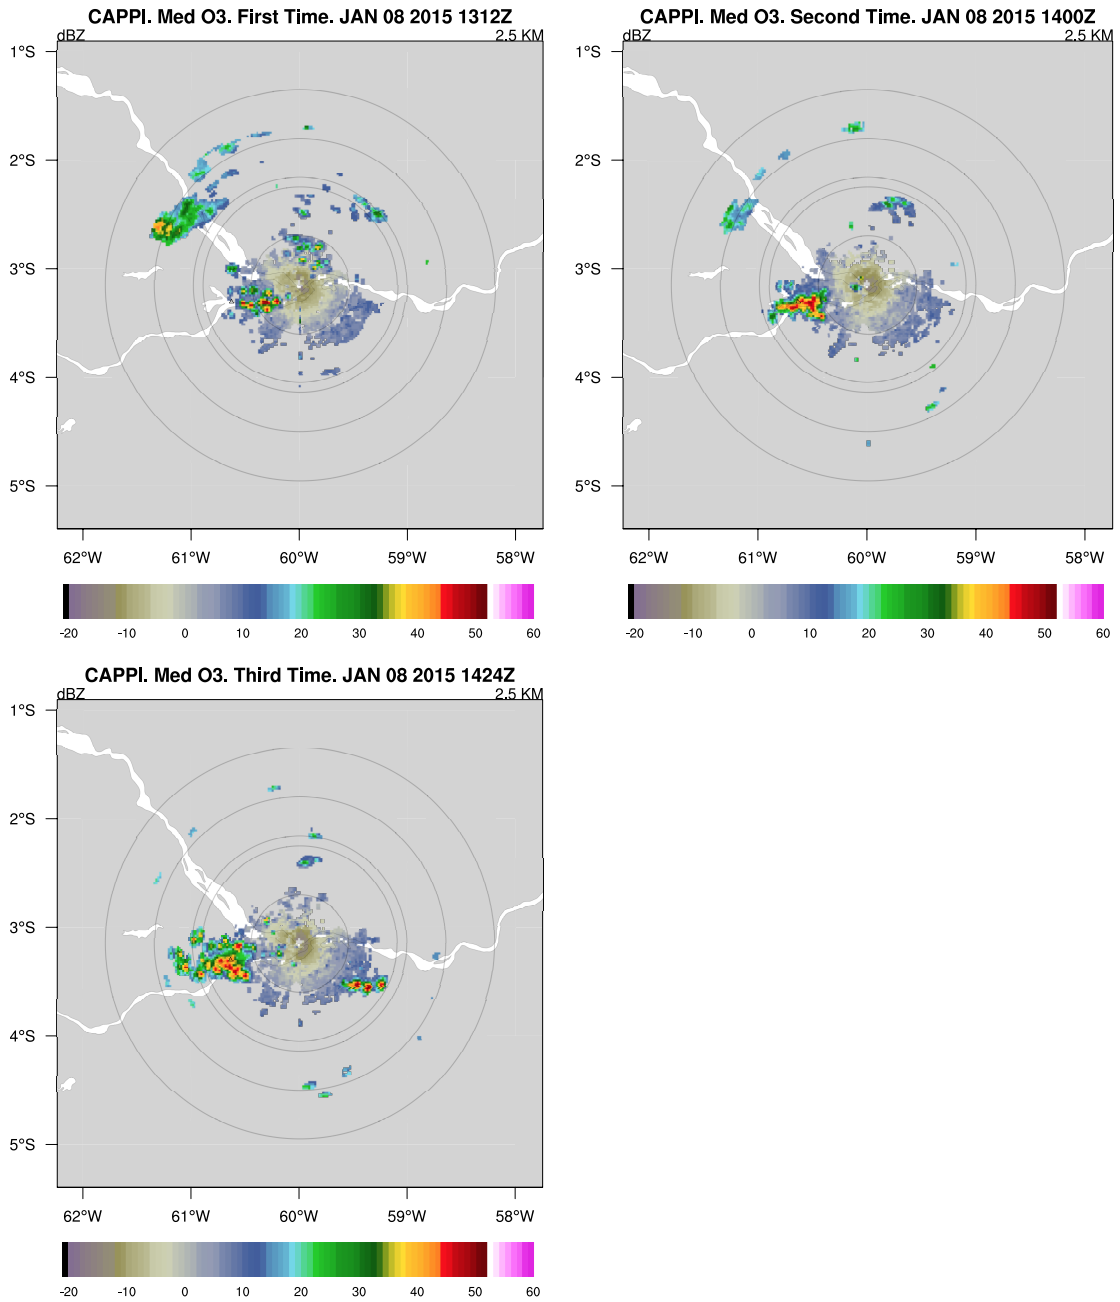 CAPPI. Med O3. First Time. JAN 08 2015 1312Z
dBZ 2.5 KM
1°S
2°S
3°S
4°S
5°S
62°W 61°W 60°W 59°W 58°W
-20 -10 0 10 20 30 40 50 60
CAPPI. Med O3. Second Time. JAN 08 2015 1400Z
dBZ 2.5 KM
1°S
2°S
3°S
4°S
5°S
62°W 61°W 60°W 59°W 58°W
-20 -10 0 10 20 30 40 50 60
CAPPI. Med O3. Third Time. JAN 08 2015 1424Z
dBZ 2.5 KM
1°S
2°S
3°S
4°S
5°S
62°W 61°W 60°W 59°W 58°W
-20 -10 0 10 20 30 40 50 60